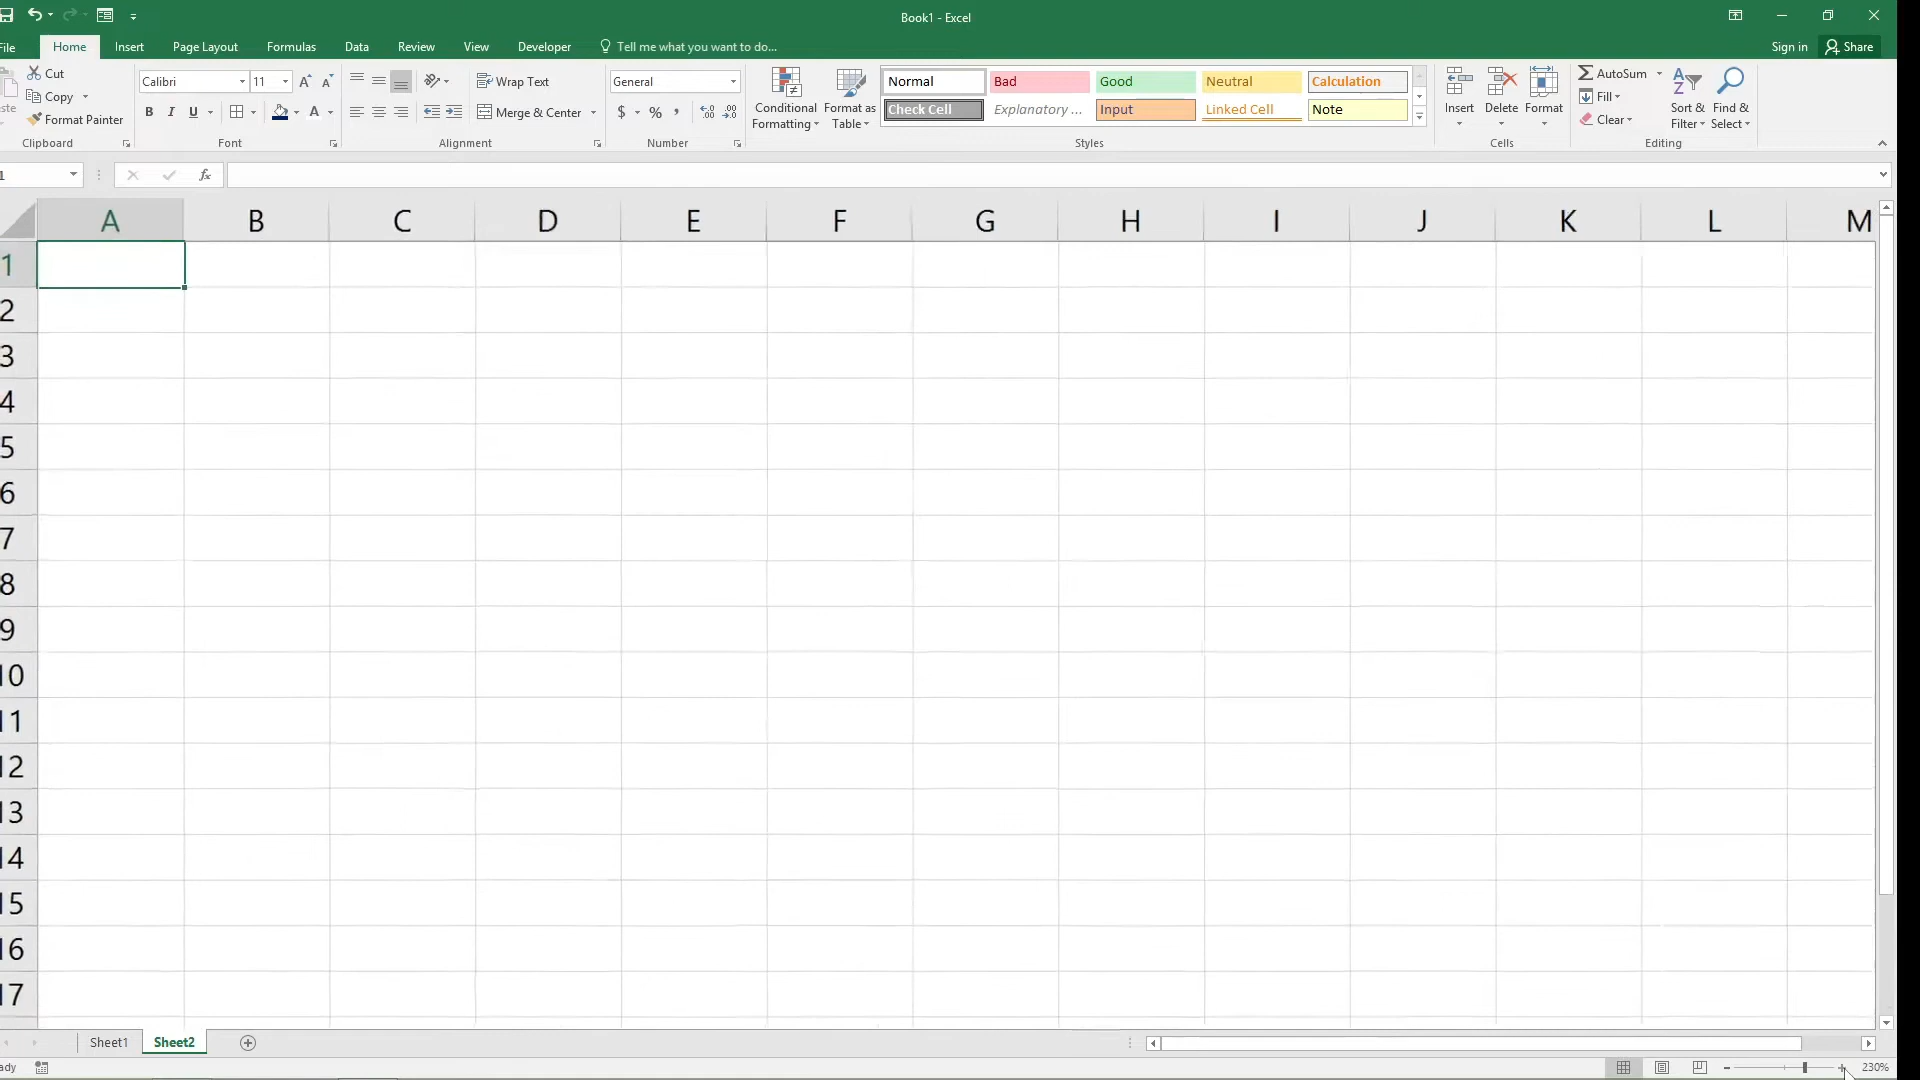 Book1 - Excel
File Home Insert Page Layout Formulas Data Review View Developer Tell me what you want to do... Sign in Share
Cut
Copy
Format Painter
Clipboard
Calibri 11
B I U
Font
Wrap Text
Merge & Center
Alignment
General
$ % ,
Number
Conditional Formatting
Format as Table
Normal Bad Good Neutral Calculation
Check Cell Explanatory ... Input Linked Cell Note
Styles
Insert Delete Format
Cells
AutoSum
Fill
Clear
Sort & Filter
Find & Select
Editing
1 fx
A B C D E F G H I J K L M
1
2
3
4
5
6
7
8
9
10
11
12
13
14
15
16
17
Sheet1 Sheet2
ady 230%